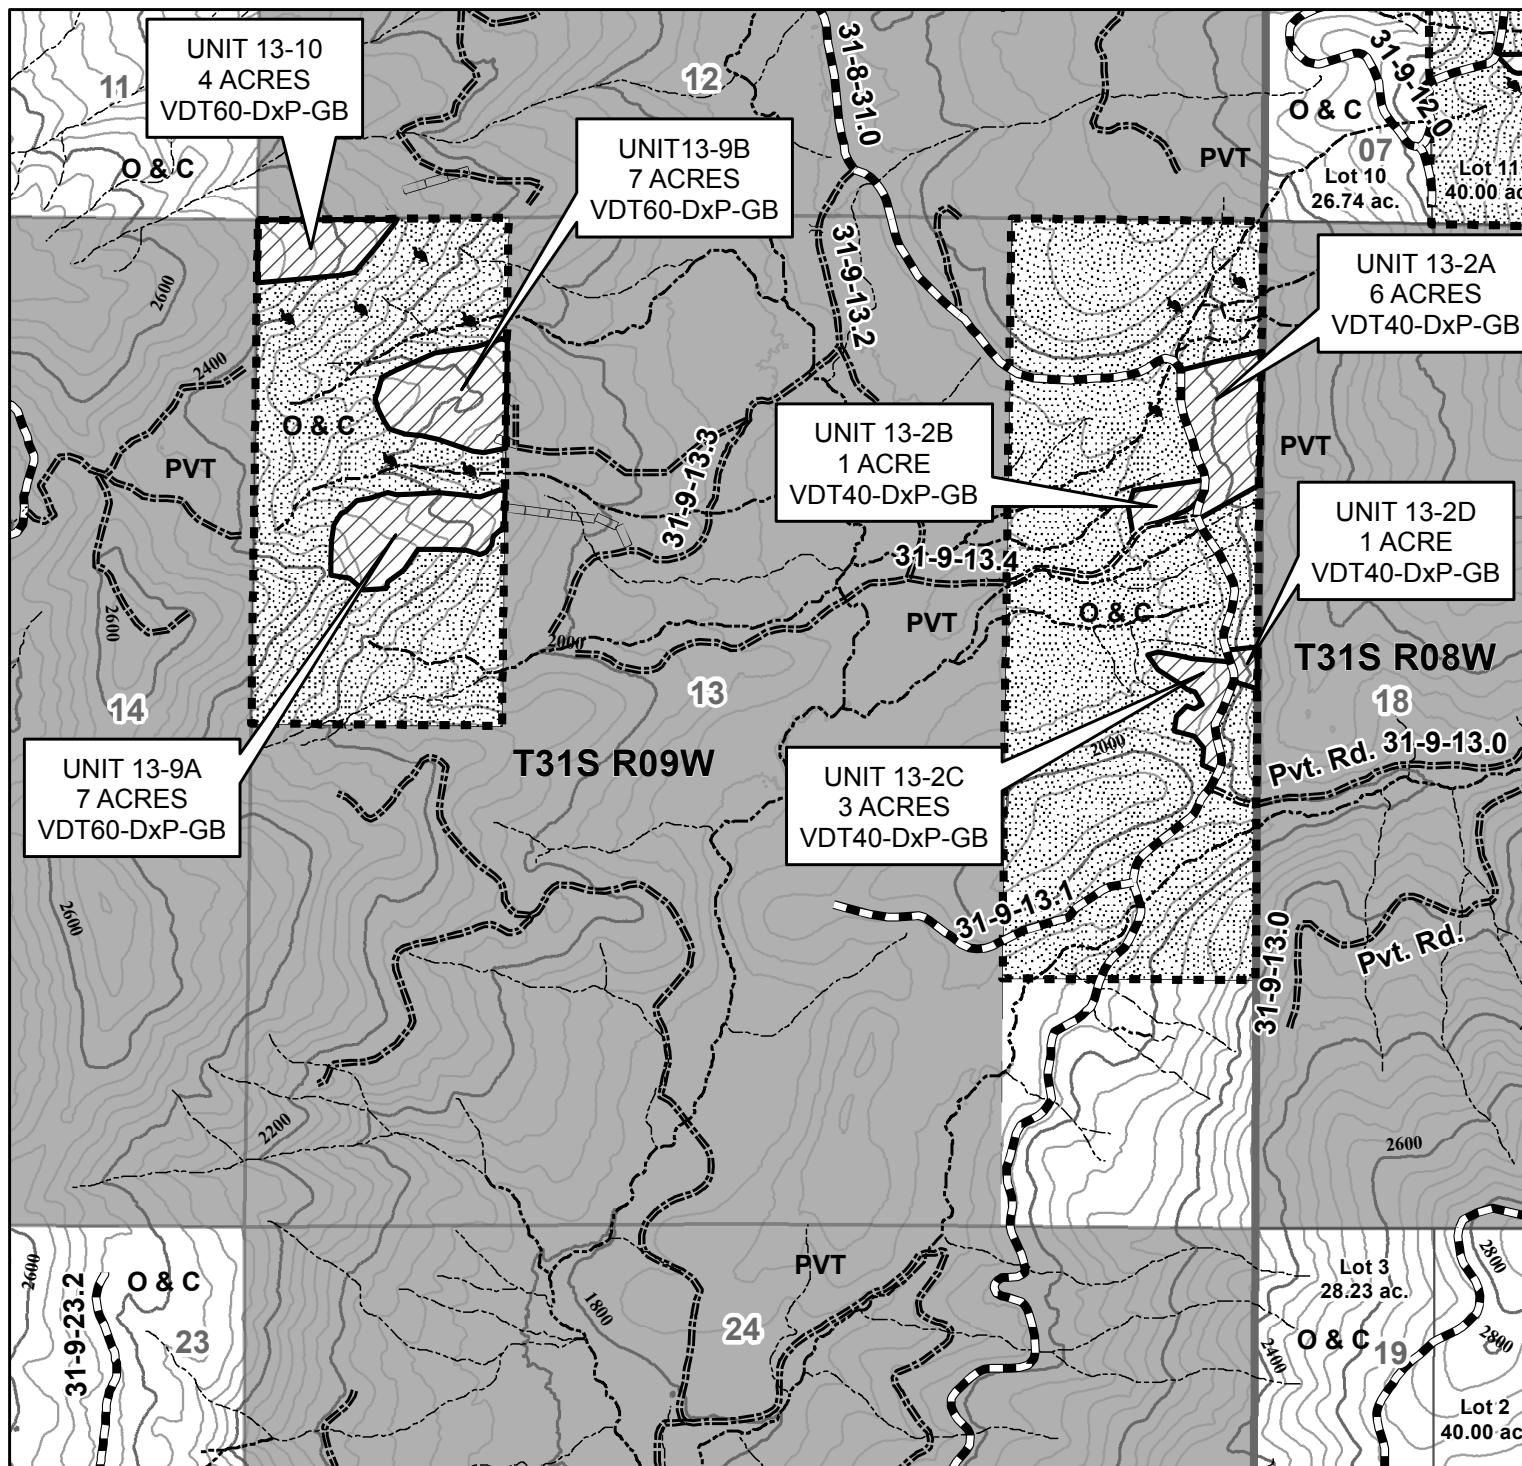 UNIT 13-10
4 ACRES
VDT60-DxP-GB
11
O & C
12
31-8-31.0
PVT
31-9-12.0
O & C
07
Lot 10
26.74 ac.
Lot 11
40.00 ac
UNIT13-9B
7 ACRES
VDT60-DxP-GB
31-9-13.2
UNIT 13-2A
6 ACRES
VDT40-DxP-GB
2600
2400
PVT
O & C
31-9-13.3
UNIT 13-2B
1 ACRE
VDT40-DxP-GB
PVT
UNIT 13-2D
1 ACRE
VDT40-DxP-GB
31-9-13.4
PVT
O & C
2600
2000
T31S R08W
14
13
18
2000
T31S R09W
UNIT 13-9A
7 ACRES
VDT60-DxP-GB
UNIT 13-2C
3 ACRES
VDT40-DxP-GB
Pvt. Rd.
31-9-13.0
2600
31-9-13.1
31-9-13.0
Pvt. Rd.
2200
2600
2600
O & C
31-9-23.2
23
PVT
1800
24
Lot 3
28.23 ac.
2800
O & C
19
2400
2800
Lot 2
40.00 ac